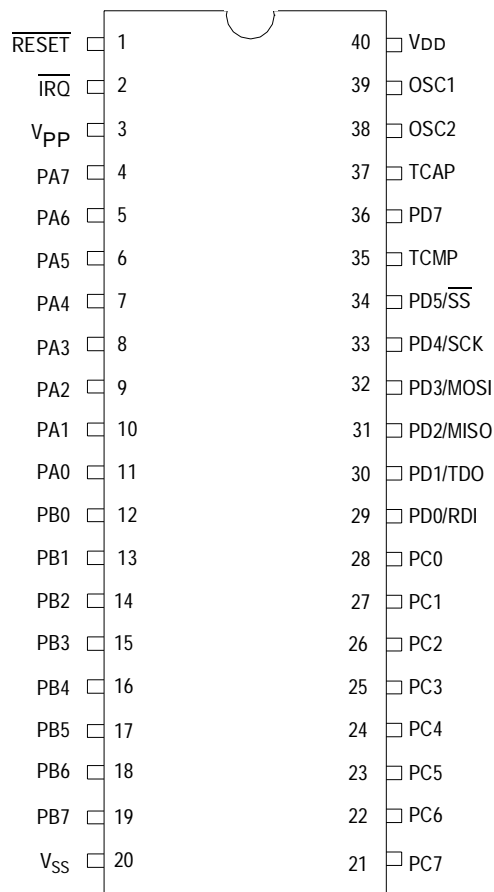 R̅E̅S̅E̅T̅ 1 40 VDD
I̅R̅Q̅ 2 39 OSC1
VPP 3 38 OSC2
PA7 4 37 TCAP
PA6 5 36 PD7
PA5 6 35 TCMP
PA4 7 34 PD5/S̅S̅
PA3 8 33 PD4/SCK
PA2 9 32 PD3/MOSI
PA1 10 31 PD2/MISO
PA0 11 30 PD1/TDO
PB0 12 29 PD0/RDI
PB1 13 28 PC0
PB2 14 27 PC1
PB3 15 26 PC2
PB4 16 25 PC3
PB5 17 24 PC4
PB6 18 23 PC5
PB7 19 22 PC6
VSS 20 21 PC7